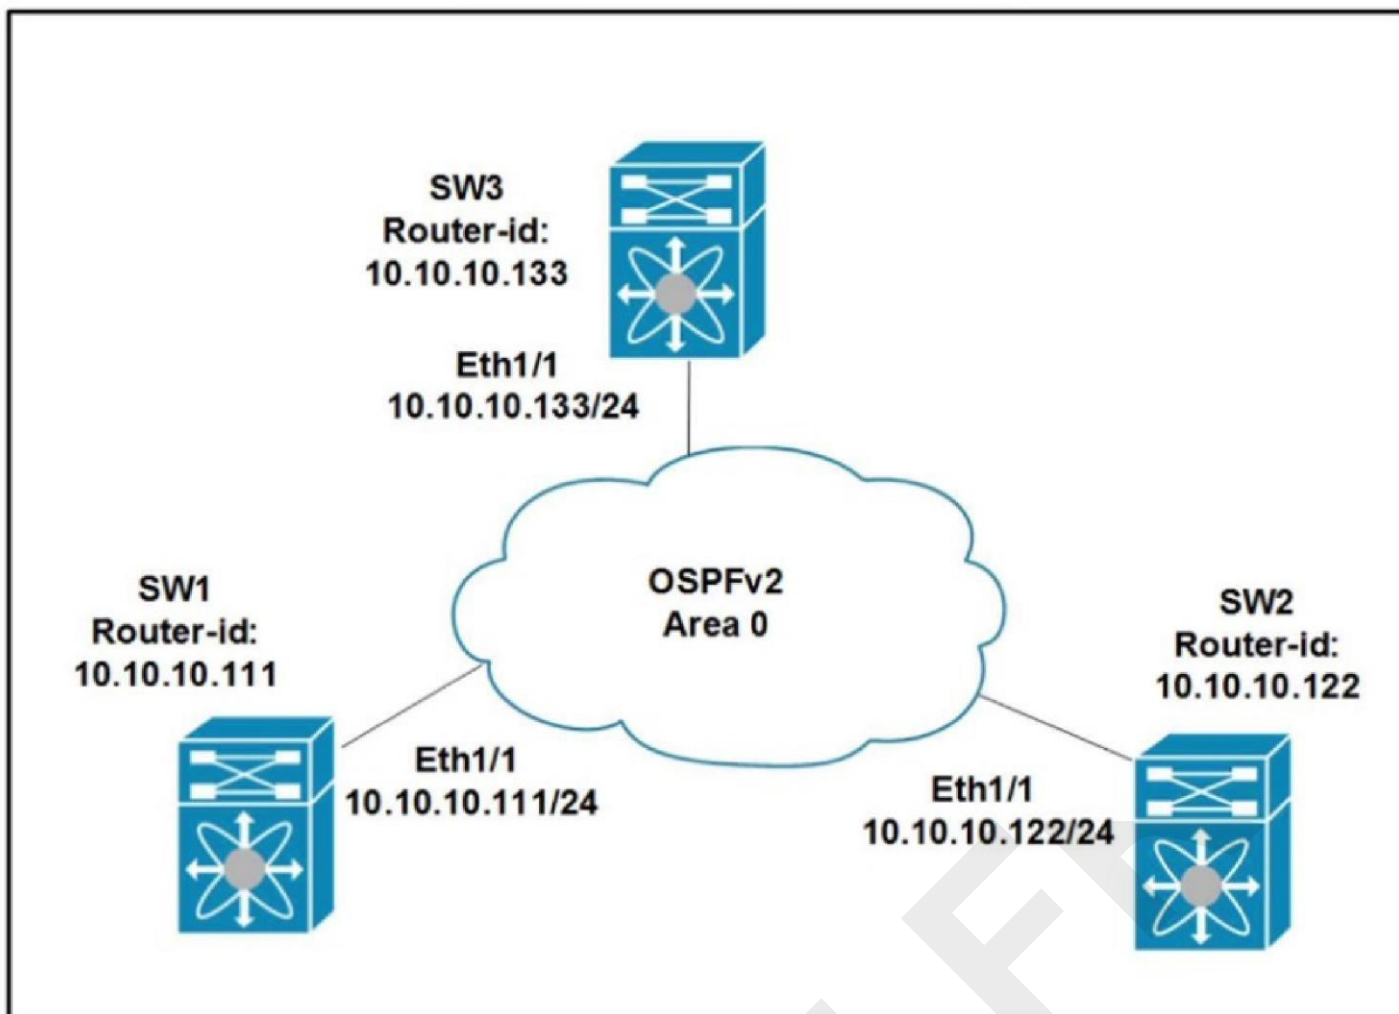 SW3
Router-id:
10.10.10.133
Eth1/1
10.10.10.133/24
OSPFv2
Area 0
SW1
Router-id:
10.10.10.111
Eth1/1
10.10.10.111/24
SW2
Router-id:
10.10.10.122
Eth1/1
10.10.10.122/24